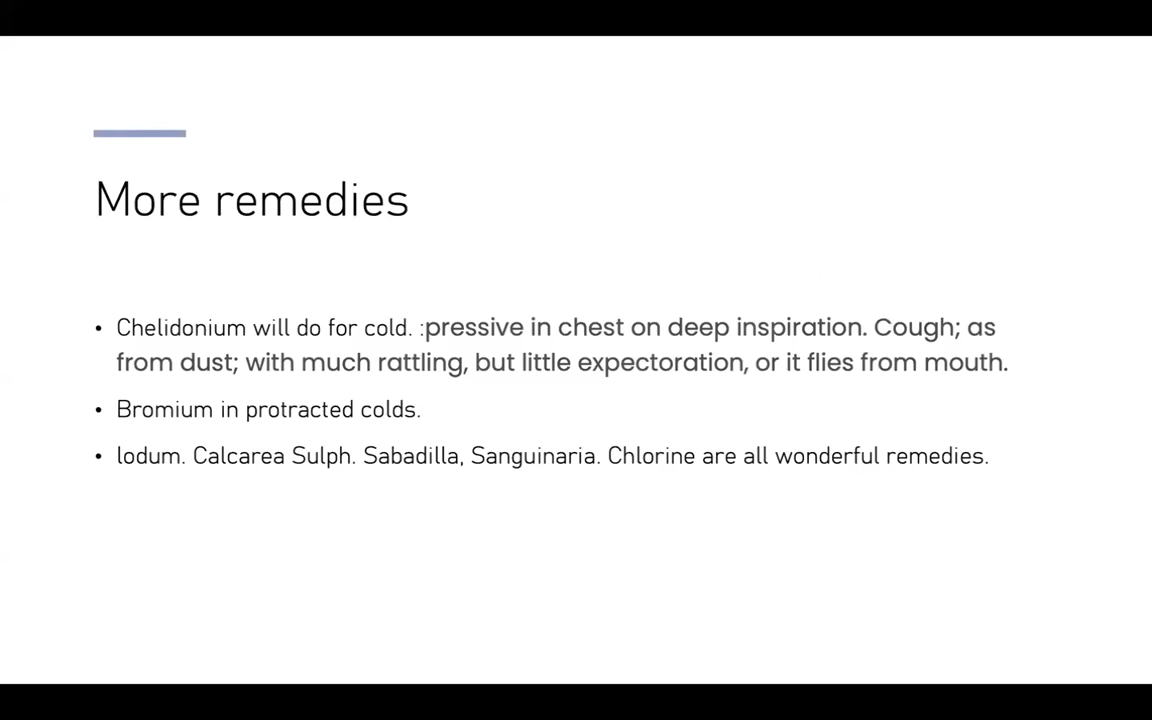 More remedies
• Chelidonium will do for cold. :pressive in chest on deep inspiration. Cough; as
from dust; with much rattling, but little expectoration, or it flies from mouth.
• Bromium in protracted colds.
• Iodum. Calcarea Sulph. Sabadilla, Sanguinaria. Chlorine are all wonderful remedies.